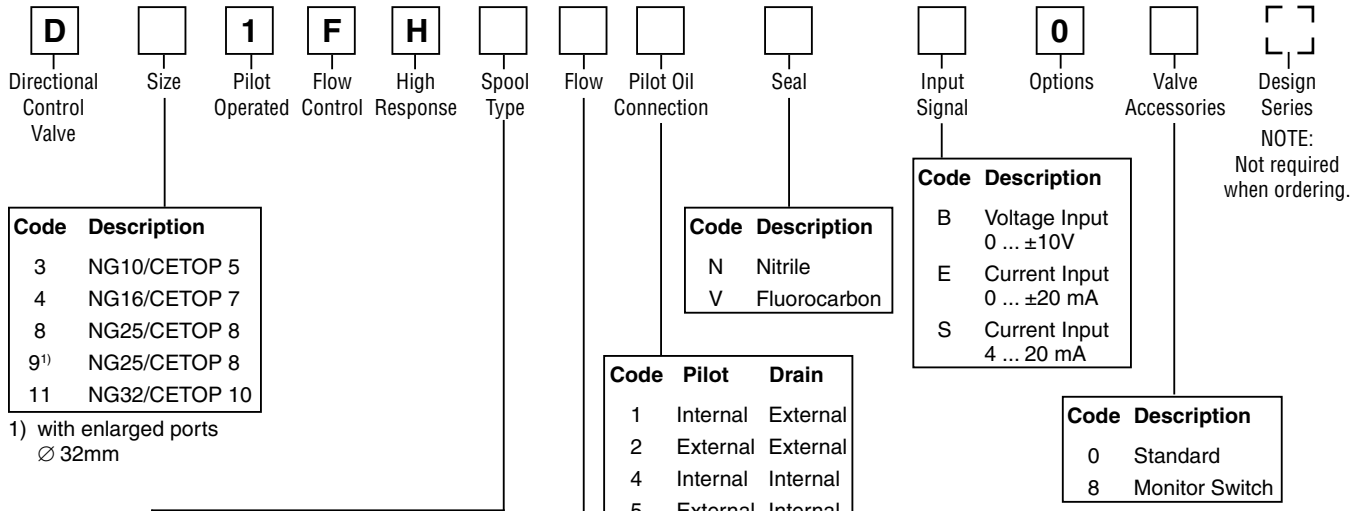 D 1 F H 0
Directional Control Valve
Size
Pilot Operated
Flow Control
High Response
Spool Type
Flow
Pilot Oil Connection
Seal
Input Signal
Options
Valve Accessories
Design Series
NOTE:
Not required
when ordering.
Code Description
3 NG10/CETOP 5
4 NG16/CETOP 7
8 NG25/CETOP 8
9¹⁾ NG25/CETOP 8
11 NG32/CETOP 10
1) with enlarged ports
∅ 32mm
Code Pilot Drain
1 Internal External
2 External External
4 Internal Internal
5 External Internal
Code Description
N Nitrile
V Fluorocarbon
Code Description
B Voltage Input
0 ... ±10V
E Current Input
0 ... ±20 mA
S Current Input
4 ... 20 mA
Code Description
0 Standard
8 Monitor Switch